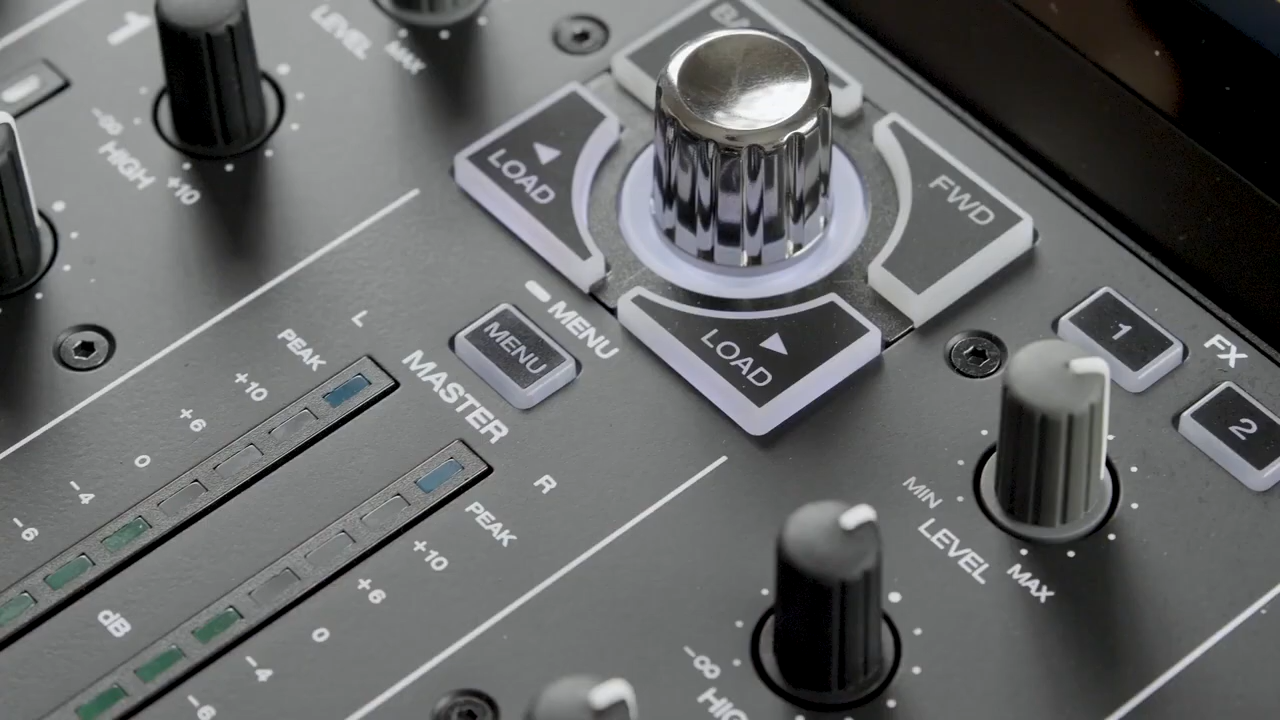 1
LEVEL
MAX
-∞
HIGH
+10
◀
LOAD
FWD
LOAD
▶
MENU
MENU
L
MASTER
R
PEAK
+10
+6
0
-4
-6
dB
PEAK
+10
+6
0
-4
-6
1
FX
2
MIN
LEVEL
MAX
-∞